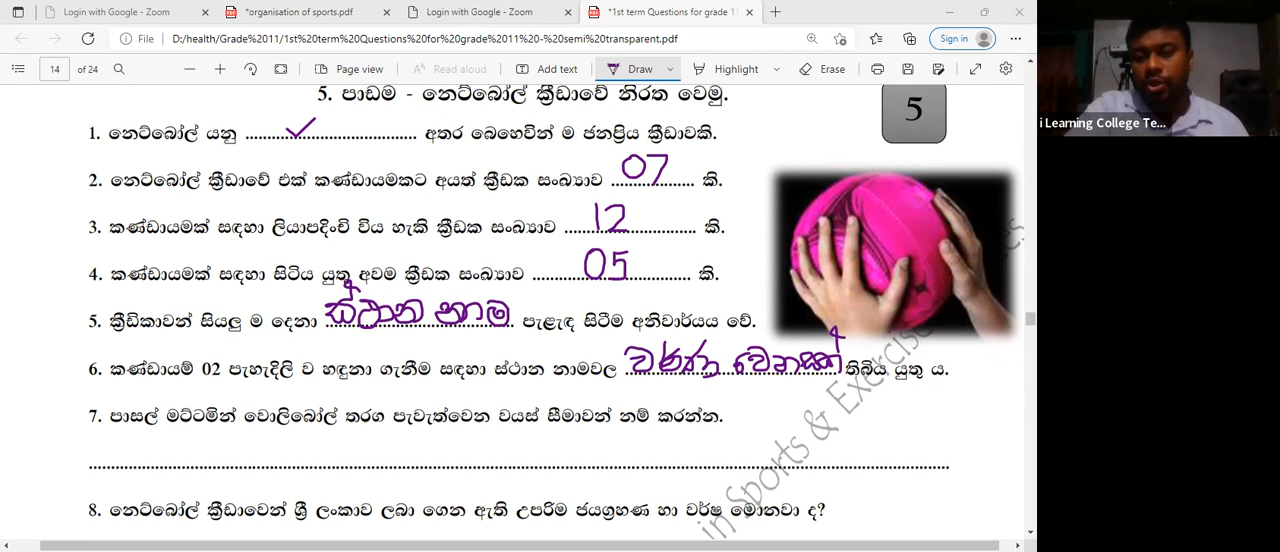 Login with Google - Zoom
*organisation of sports.pdf
Login with Google - Zoom
*1st term Questions for grade 11
File D:/health/Grade%2011/1st%20term%20Questions%20for%20grade%2011%20-%20semi%20transparent.pdf
Sign in
14 of 24
Page view
Read aloud
Add text
Draw
Highlight
Erase
5. පාඩම - නෙට්බෝල් ක්‍රීඩාවේ නිරත වෙමු.
5
1. නෙට්බෝල් යනු .......................................... අතර බෙහෙවින් ම ජනප්‍රිය ක්‍රීඩාවකි.
2. නෙට්බෝල් ක්‍රීඩාවේ එක් කණ්ඩායමකට අයත් ක්‍රීඩක සංඛ්‍යාව 07 කි.
3. කණ්ඩායමක් සඳහා ලියාපදිංචි විය හැකි ක්‍රීඩක සංඛ්‍යාව 12 කි.
4. කණ්ඩායමක් සඳහා සිටිය යුතු අවම ක්‍රීඩක සංඛ්‍යාව 05 කි.
5. ක්‍රීඩිකාවන් සියලු ම දෙනා ස්ථාන නාම පැළැඳ සිටීම අනිවාර්යය වේ.
6. කණ්ඩායම් 02 පැහැදිලි ව හඳුනා ගැනීම සඳහා ස්ථාන නාමවල වර්ණ වෙනසක් තිබිය යුතු ය.
7. පාසල් මට්ටමින් වොලිබෝල් තරග පැවැත්වෙන වයස් සීමාවන් නම් කරන්න.
8. නෙට්බෝල් ක්‍රීඩාවෙන් ශ්‍රී ලංකාව ලබා ගෙන ඇති උපරිම ජයග්‍රහණ හා වර්ෂ මොනවා ද?
in Sports & Exercise
i Learning College Te...